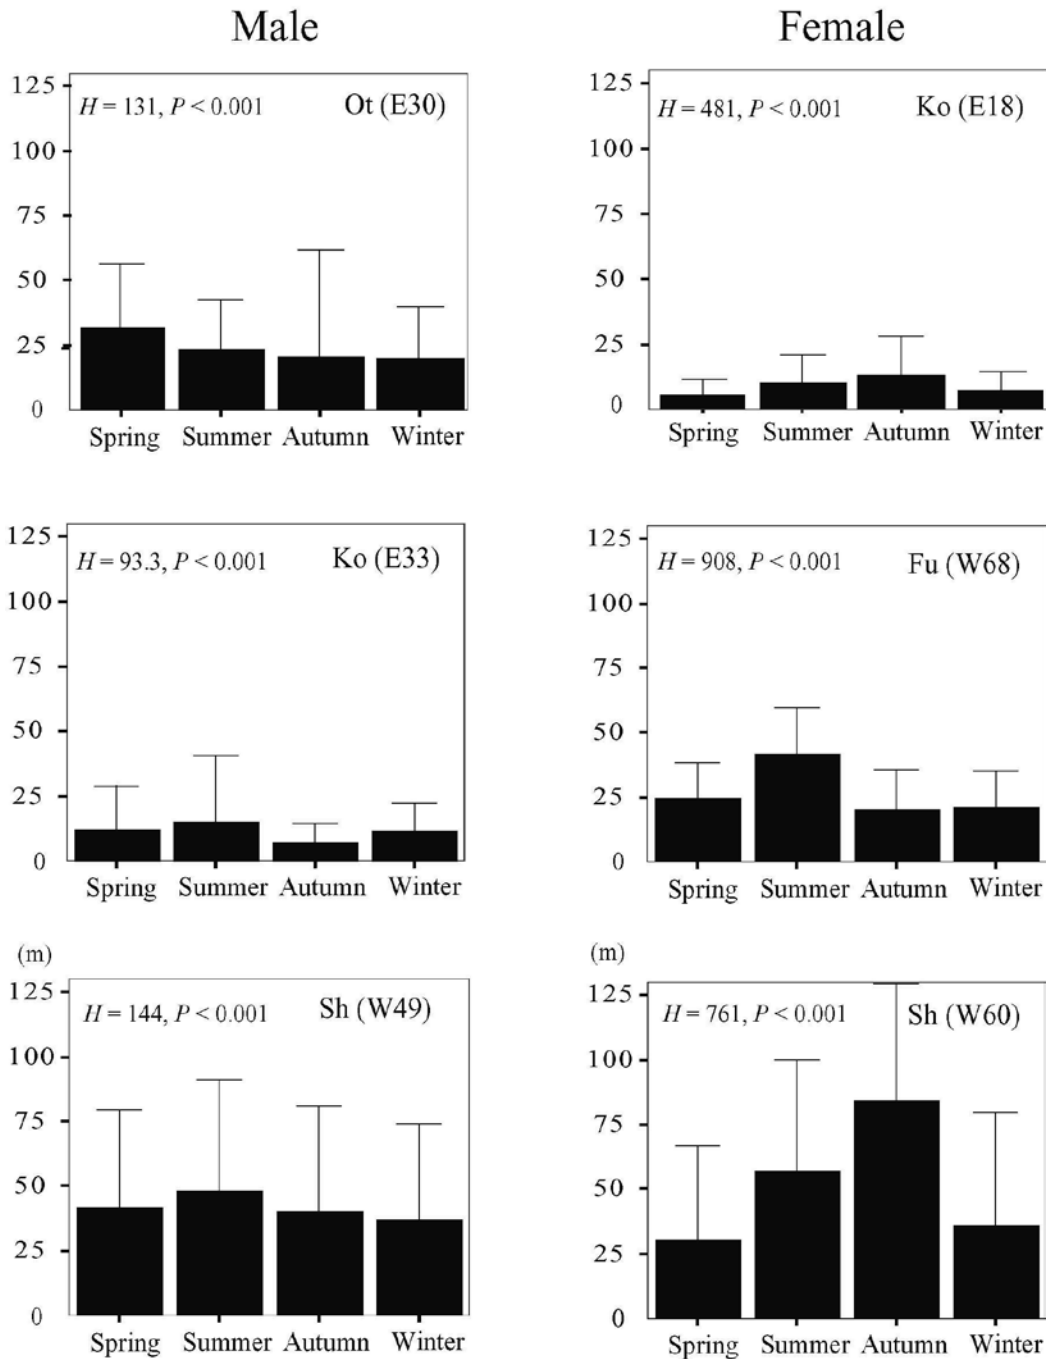 Male
Female
125
100
75
50
25
0
H = 131, P < 0.001
Ot (E30)
Spring Summer Autumn Winter
125
100
75
50
25
0
H = 481, P < 0.001
Ko (E18)
Spring Summer Autumn Winter
125
100
75
50
25
0
H = 93.3, P < 0.001
Ko (E33)
Spring Summer Autumn Winter
125
100
75
50
25
0
H = 908, P < 0.001
Fu (W68)
Spring Summer Autumn Winter
(m)
125
100
75
50
25
0
H = 144, P < 0.001
Sh (W49)
Spring Summer Autumn Winter
(m)
125
100
75
50
25
0
H = 761, P < 0.001
Sh (W60)
Spring Summer Autumn Winter